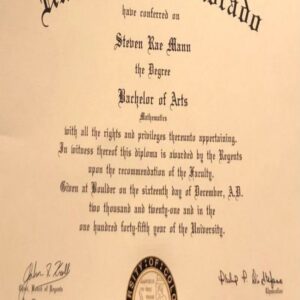 have conferred on
Steven Rae Mann
the Degree
Bachelor of Arts
Mathematics
with all the rights and privileges thereunto appertaining.
In witness thereof this diploma is awarded by the Regents
upon the recommendation of the Faculty.
Given at Boulder on the sixteenth day of December, A.D.
two thousand and twenty-one and in the
one hundred forty-fifth year of the University.